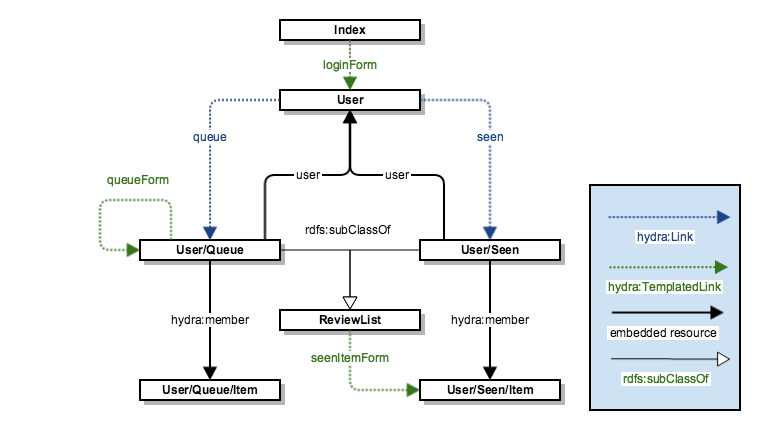 Index
loginForm
User
queue
seen
queueForm
user
user
rdfs:subClassOf
User/Queue
User/Seen
hydra:member
ReviewList
hydra:member
seenItemForm
User/Queue/Item
User/Seen/Item
hydra:Link
hydra:TemplatedLink
embedded resource
rdfs:subClassOf